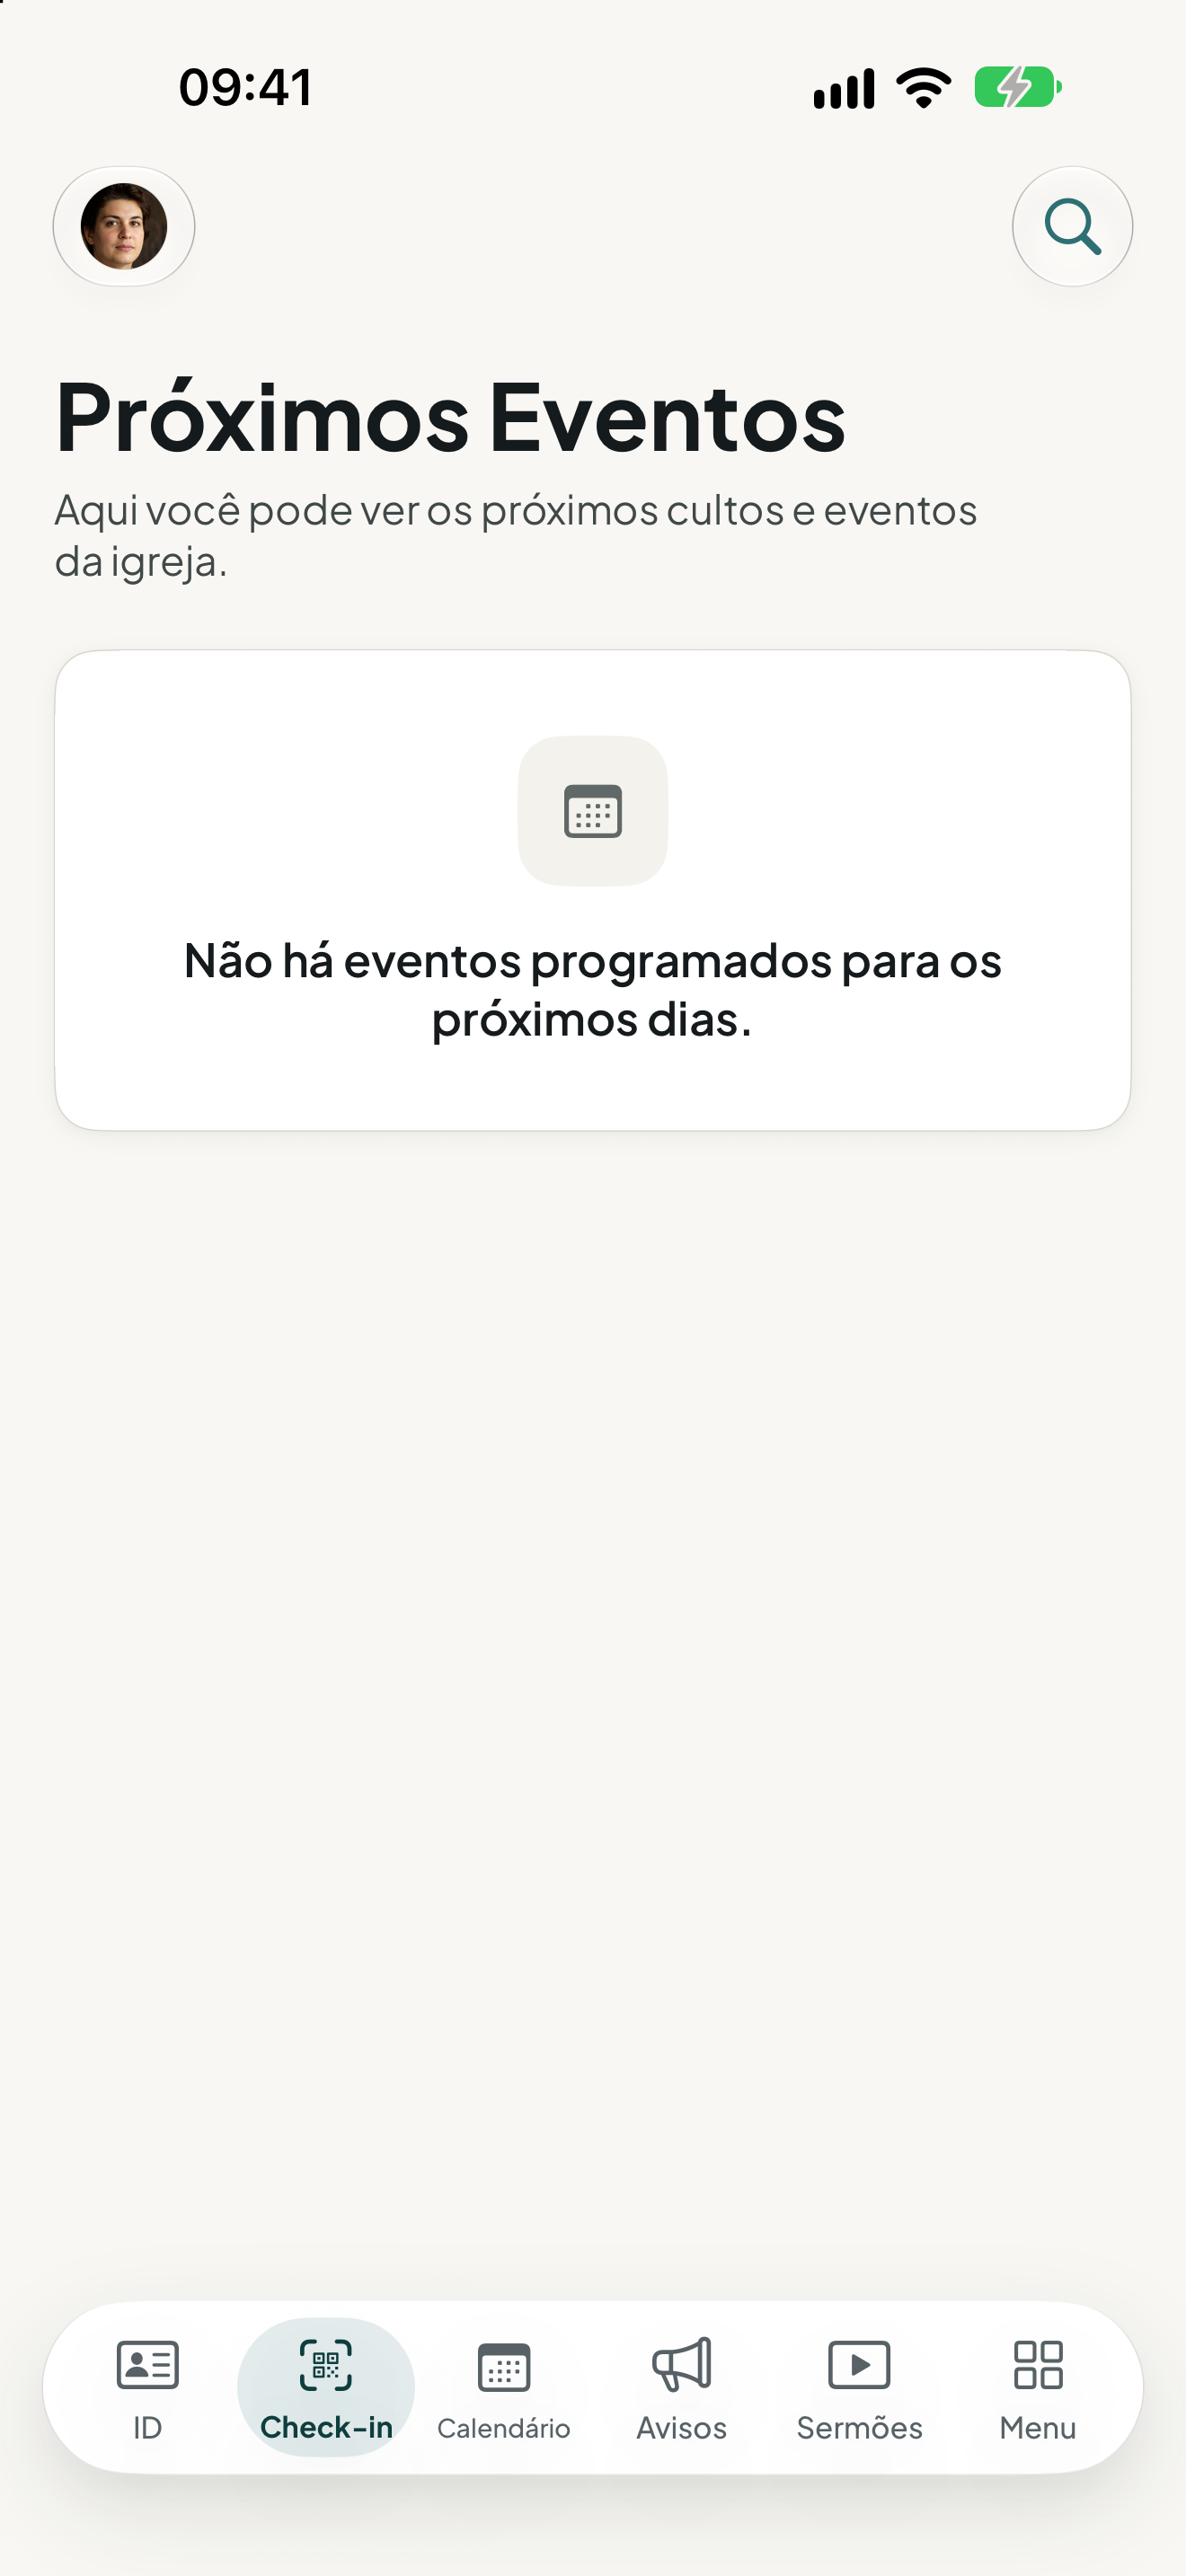 09:41
Próximos Eventos
Aqui você pode ver os próximos cultos e eventos
da igreja.
Não há eventos programados para os
próximos dias.
ID
Check-in
Calendário
Avisos
Sermões
Menu